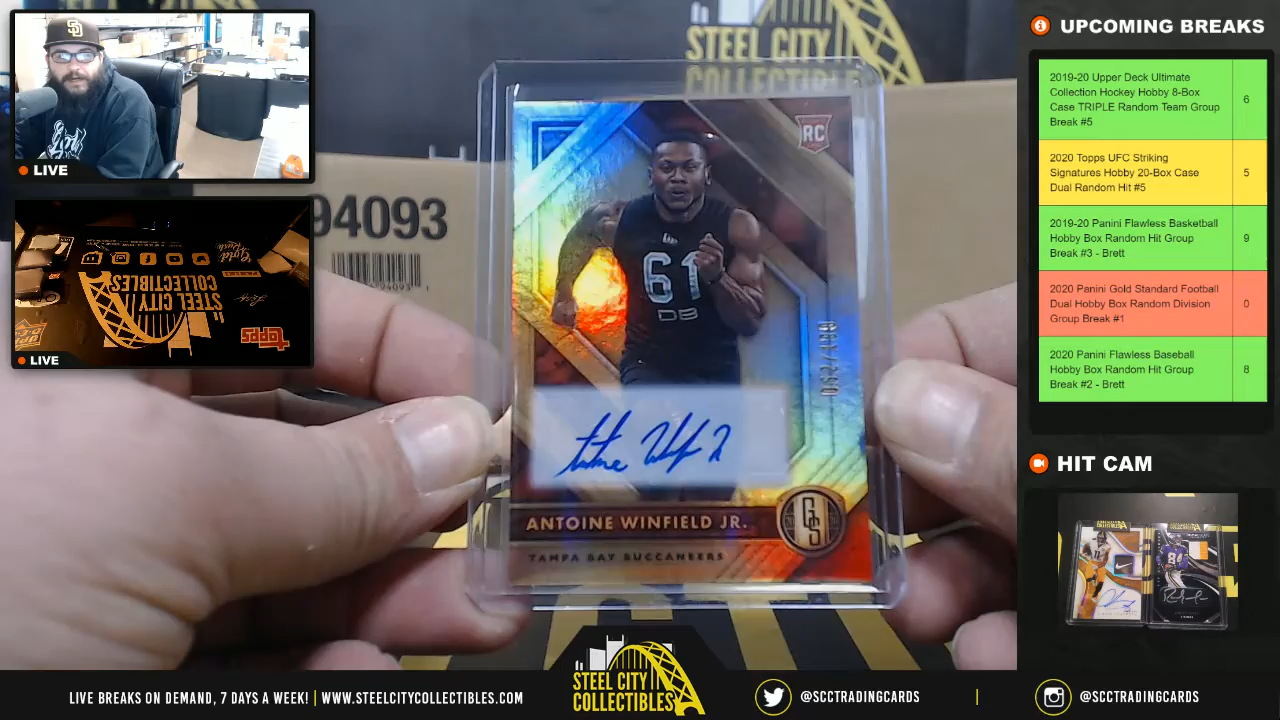 UPCOMING BREAKS
2019-20 Upper Deck Ultimate
Collection Hockey Hobby 8-Box
Case TRIPLE Random Team Group
Break #5
6
2020 Topps UFC Striking
Signatures Hobby 20-Box Case
Dual Random Hit #5
5
2019-20 Panini Flawless Basketball
Hobby Box Random Hit Group
Break #3 - Brett
9
2020 Panini Gold Standard Football
Dual Hobby Box Random Division
Group Break #1
0
2020 Panini Flawless Baseball
Hobby Box Random Hit Group
Break #2 - Brett
8
HIT CAM
LIVE
LIVE
STEEL CITY
COLLECTIBLES
topps
STEEL CITY
COLLECTIBLES
94093
RC
61
DB
ANTOINE WINFIELD JR.
GS
TAMPA BAY BUCCANEERS
LIVE BREAKS ON DEMAND, 7 DAYS A WEEK! | WWW.STEELCITYCOLLECTIBLES.COM
STEEL CITY
COLLECTIBLES
@SCCTRADINGCARDS
|
@SCCTRADINGCARDS